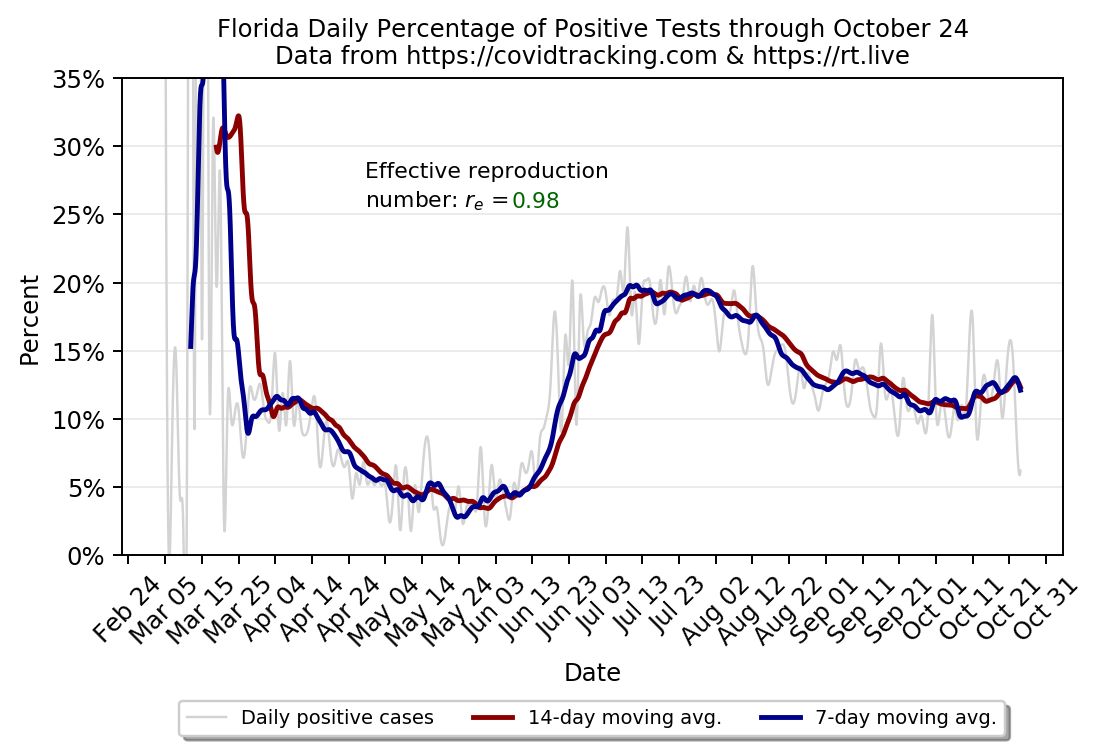 Florida Daily Percentage of Positive Tests through October 24
Data from https://covidtracking.com & https://rt.live
35%
30%
25%
20%
15%
10%
5%
0%
Percent
Effective reproduction
number: rₑ = 0.98
Feb 24
Mar 05
Mar 15
Mar 25
Apr 04
Apr 14
Apr 24
May 04
May 14
May 24
Jun 03
Jun 13
Jun 23
Jul 03
Jul 13
Jul 23
Aug 02
Aug 12
Aug 22
Sep 01
Sep 11
Sep 21
Oct 01
Oct 11
Oct 21
Oct 31
Date
Daily positive cases
14-day moving avg.
7-day moving avg.